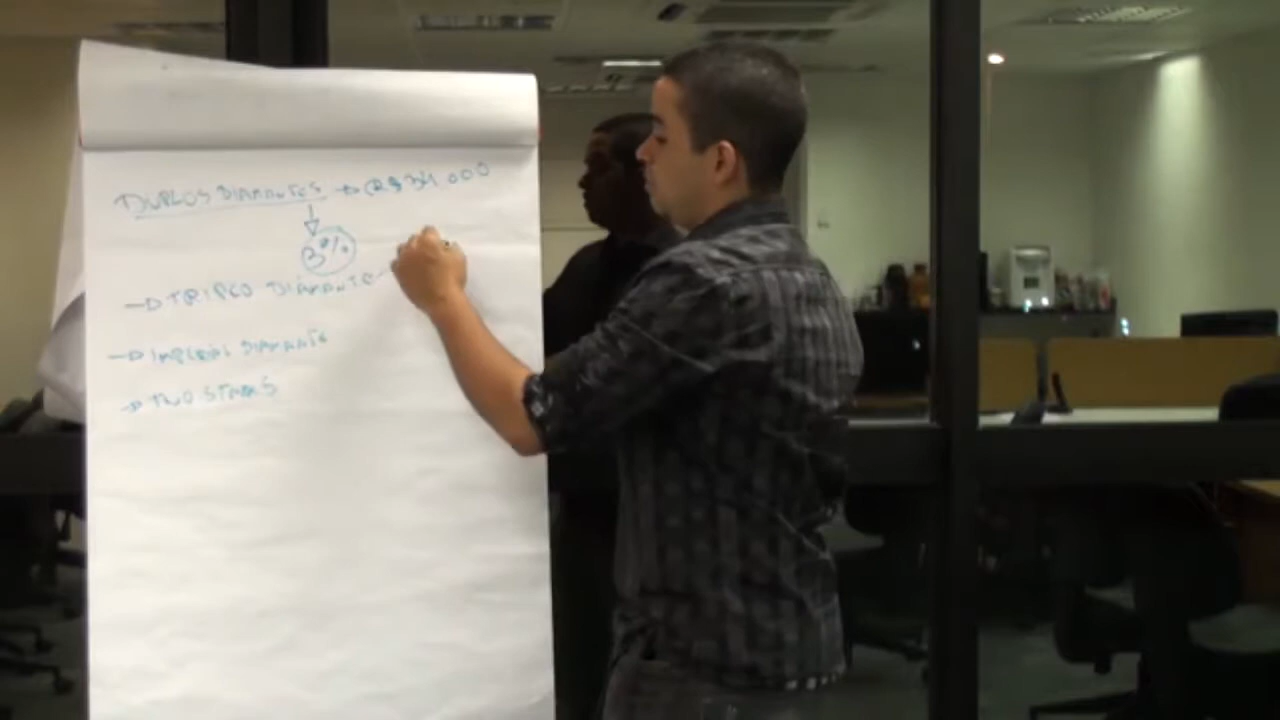 DUPLOS DIAMANTES → R$ 34.000
3%
→ TRIPLO DIAMANTE
→ IMPERIAL DIAMANTE
→ TWO STARS